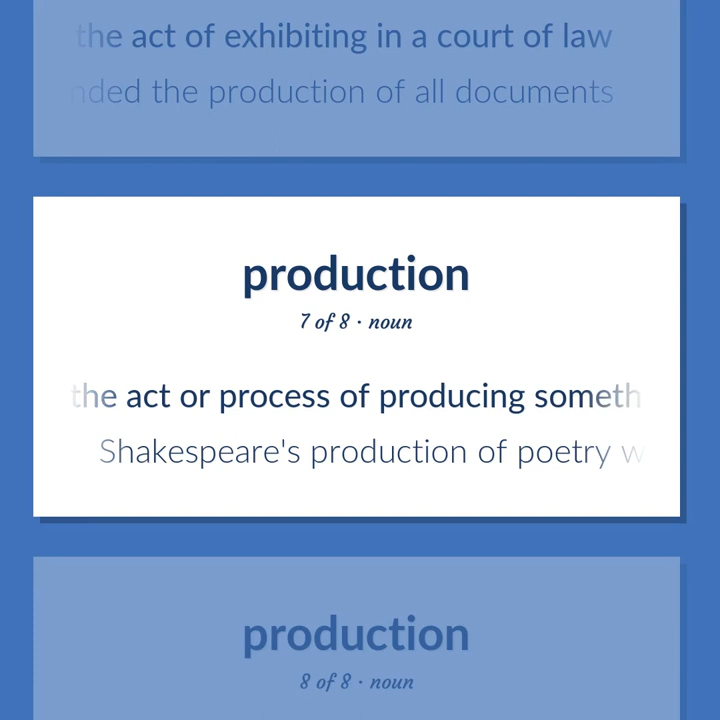 the act of exhibiting in a court of law
nded the production of all documents
production
7 of 8 · noun
the act or process of producing someth
Shakespeare's production of poetry w
production
8 of 8 · noun